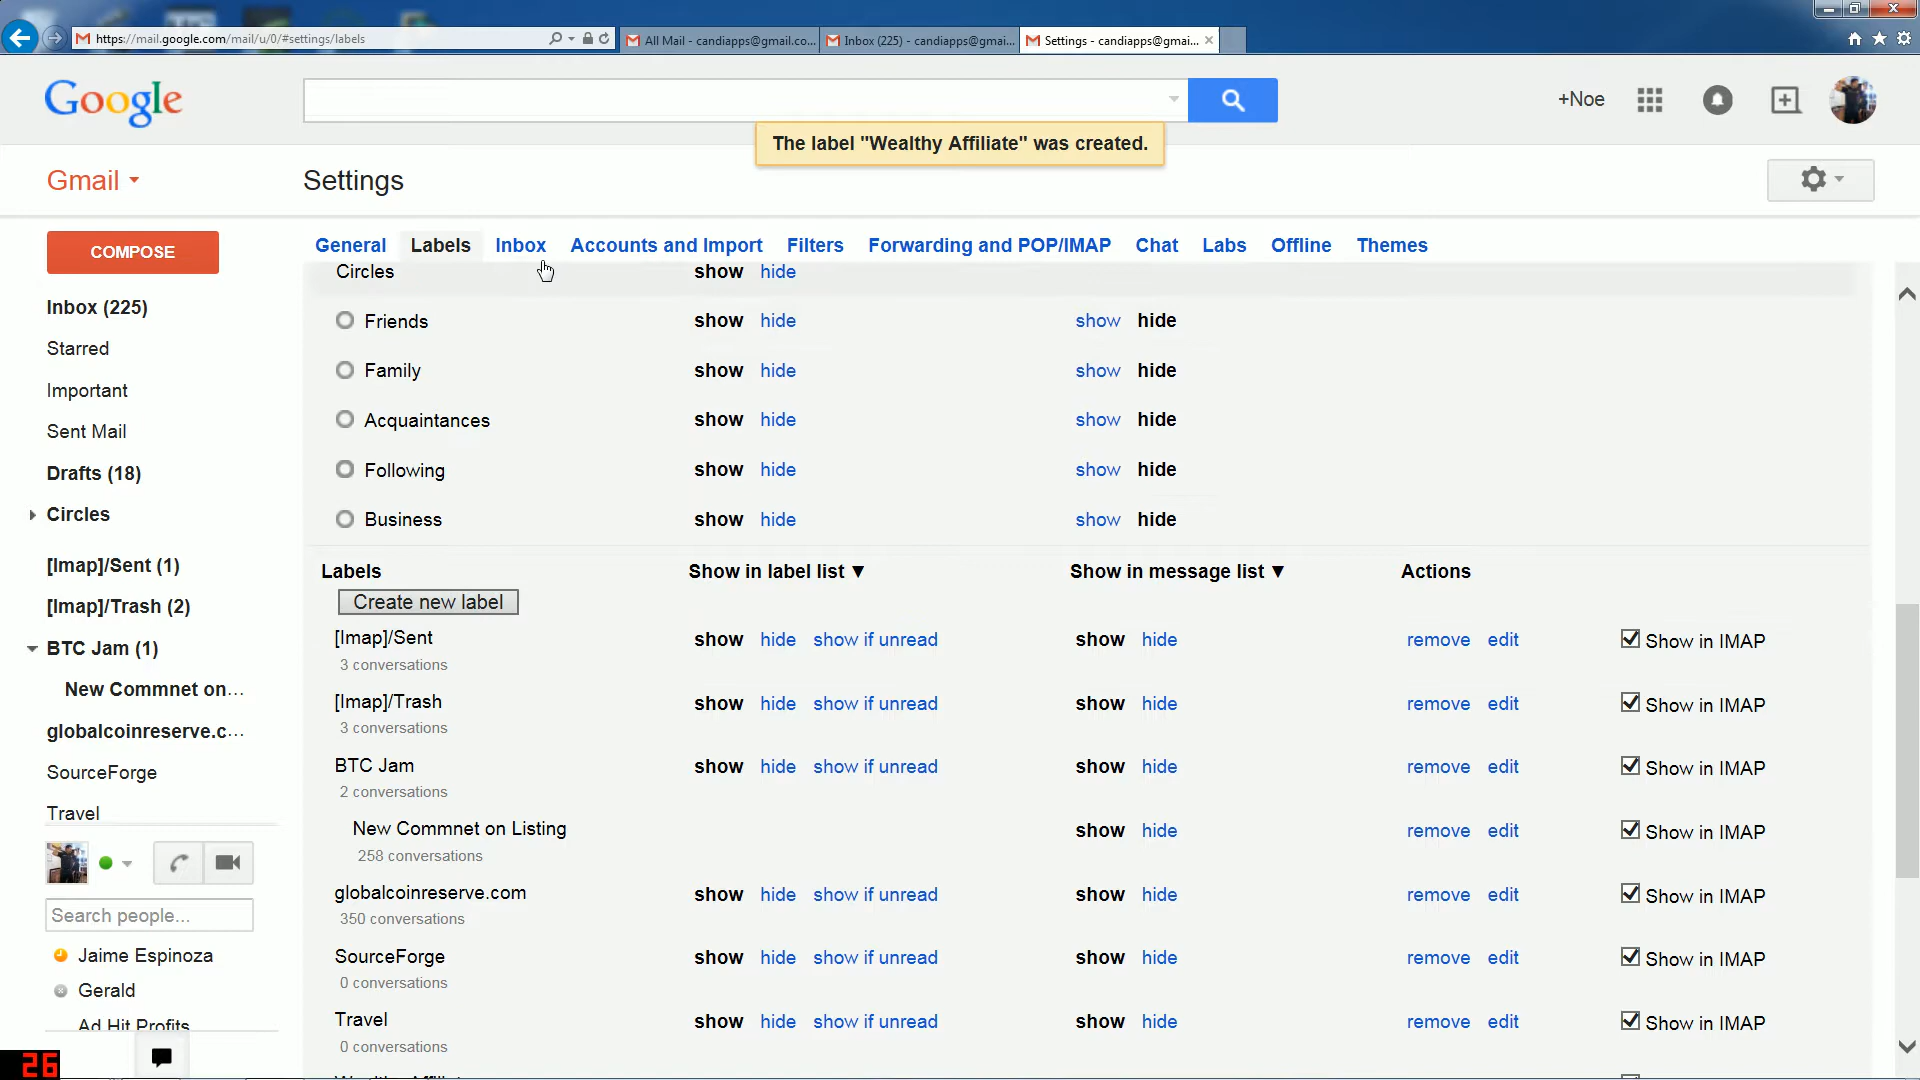 https://mail.google.com/mail/u/0/#settings/labels
All Mail - candiapps@gmail.co...
Inbox (225) - candiapps@gmai...
Settings - candiapps@gmai...
Google
+Noe
The label "Wealthy Affiliate" was created.
Gmail
Settings
COMPOSE
General Labels Inbox Accounts and Import Filters Forwarding and POP/IMAP Chat Labs Offline Themes
Inbox (225)
Starred
Important
Sent Mail
Drafts (18)
Circles
[Imap]/Sent (1)
[Imap]/Trash (2)
BTC Jam (1)
New Commnet on...
globalcoinreserve.c...
SourceForge
Travel
Search people...
Jaime Espinoza
Gerald
Ad Hit Profits
26
Circles show hide
Friends show hide show hide
Family show hide show hide
Acquaintances show hide show hide
Following show hide show hide
Business show hide show hide
Labels Show in label list ▼ Show in message list ▼ Actions
Create new label
[Imap]/Sent show hide show if unread show hide remove edit Show in IMAP
3 conversations
[Imap]/Trash show hide show if unread show hide remove edit Show in IMAP
3 conversations
BTC Jam show hide show if unread show hide remove edit Show in IMAP
2 conversations
New Commnet on Listing show hide remove edit Show in IMAP
258 conversations
globalcoinreserve.com show hide show if unread show hide remove edit Show in IMAP
350 conversations
SourceForge show hide show if unread show hide remove edit Show in IMAP
0 conversations
Travel show hide show if unread show hide remove edit Show in IMAP
0 conversations